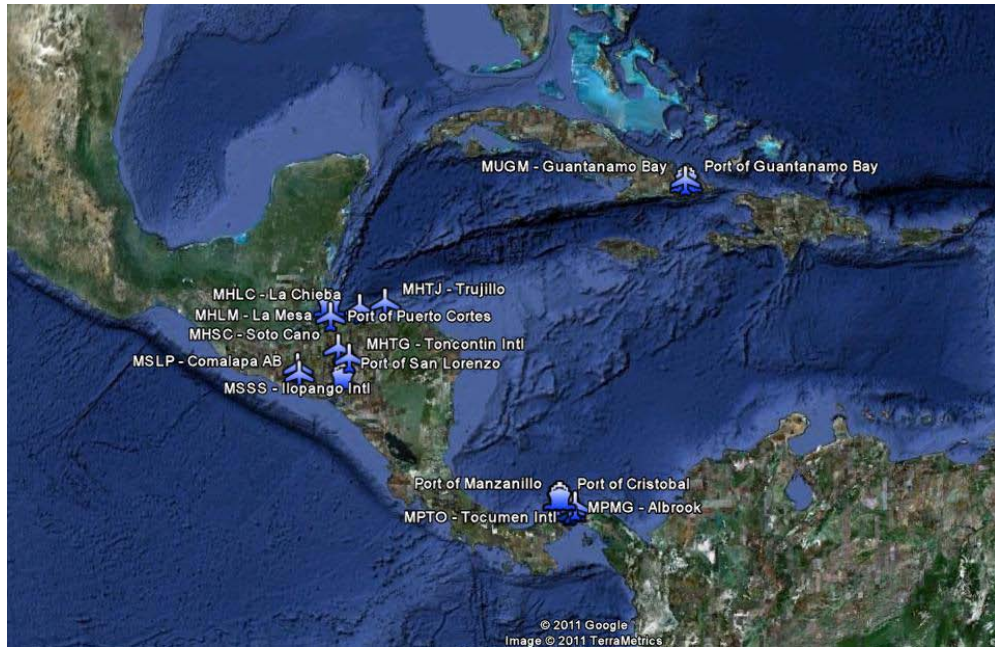 MUGM - Guantanamo Bay
Port of Guantanamo Bay
MHLC - La Chieba
MHTJ - Trujillo
MHLM - La Mesa
Port of Puerto Cortes
MHSC - Soto Cano
MHTG - Toncontin Intl
MSLP - Comalapa AB
Port of San Lorenzo
MSSS - Ilopango Intl
Port of Manzanillo
Port of Cristobal
MPTO - Tocumen Intl
MPMG - Albrook
© 2011 Google
Image © 2011 TerraMetrics